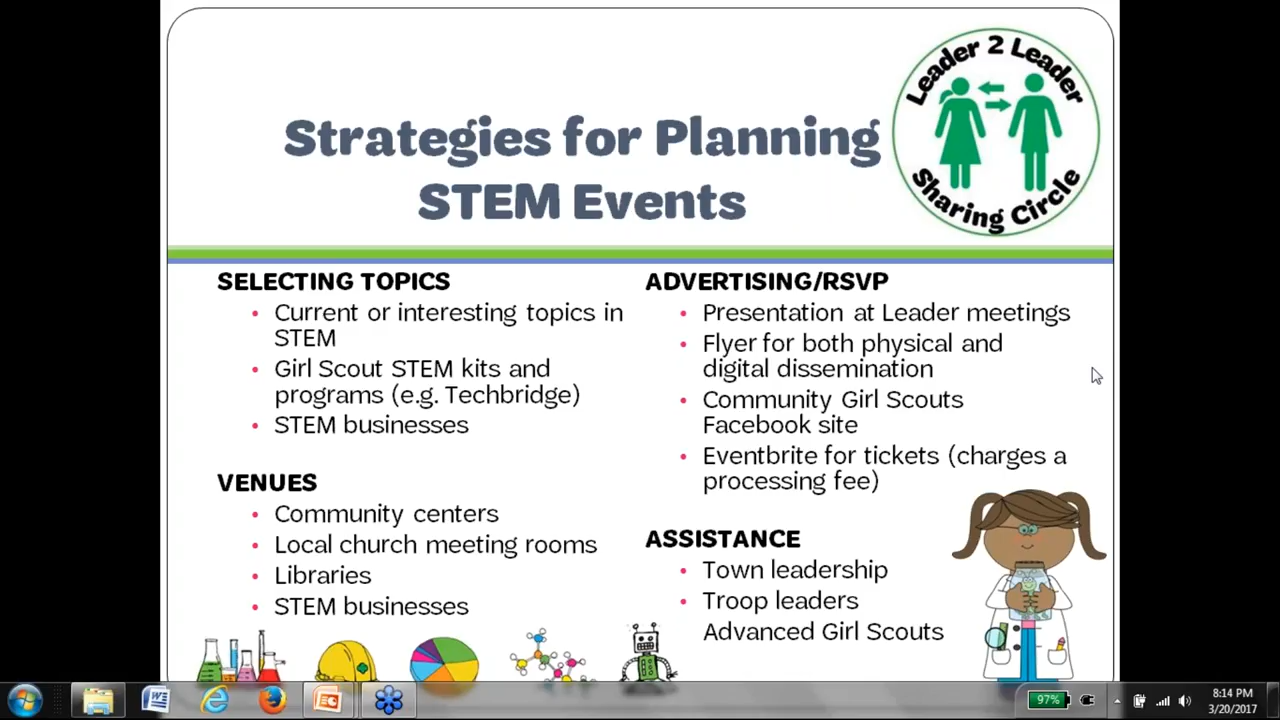 Leader 2 Leader
Sharing Circle
Strategies for Planning
STEM Events
SELECTING TOPICS
• Current or interesting topics in
STEM
• Girl Scout STEM kits and
programs (e.g. Techbridge)
• STEM businesses
VENUES
• Community centers
• Local church meeting rooms
• Libraries
• STEM businesses
ADVERTISING/RSVP
• Presentation at Leader meetings
• Flyer for both physical and
digital dissemination
• Community Girl Scouts
Facebook site
• Eventbrite for tickets (charges a
processing fee)
ASSISTANCE
• Town leadership
• Troop leaders
Advanced Girl Scouts
97%
8:14 PM
3/20/2017